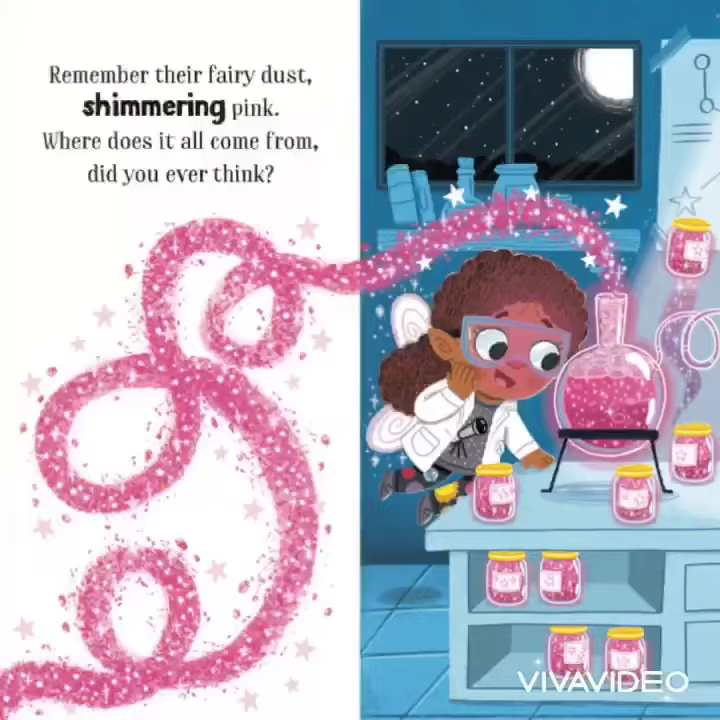 Remember their fairy dust,
shimmering pink.
Where does it all come from,
did you ever think?
VIVAVIDEO